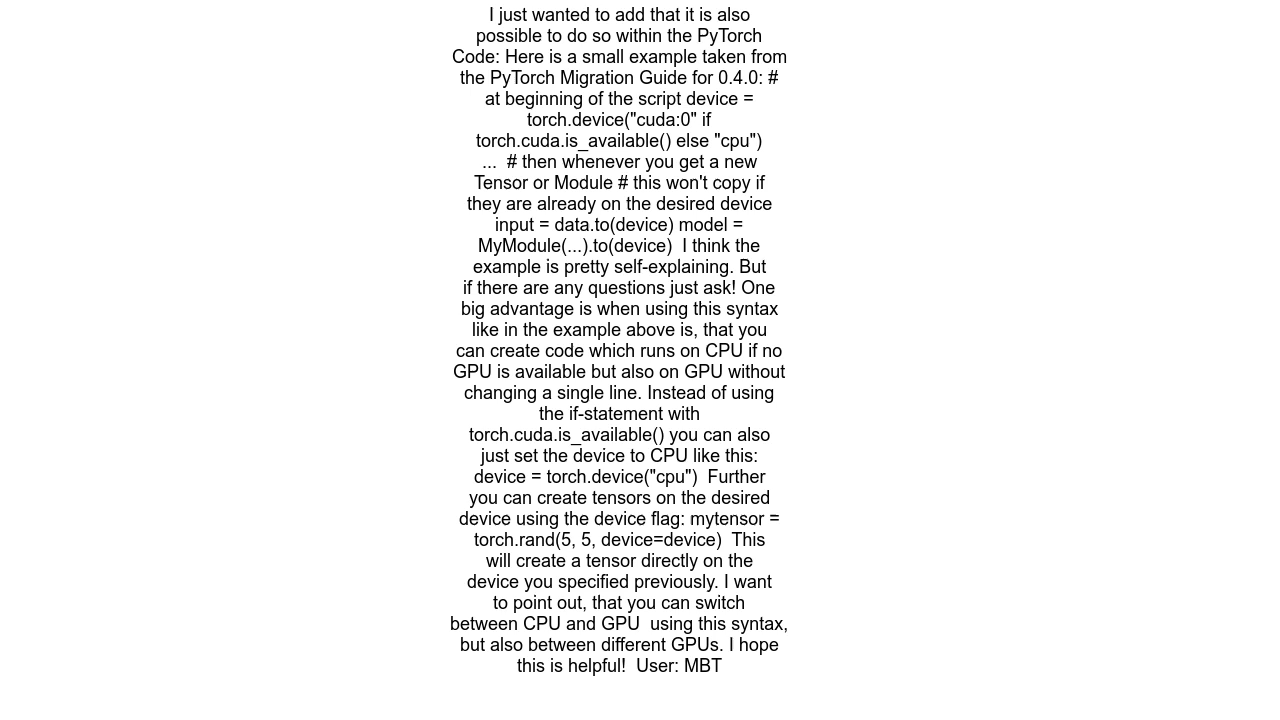 I just wanted to add that it is also
possible to do so within the PyTorch
Code: Here is a small example taken from
the PyTorch Migration Guide for 0.4.0: #
at beginning of the script device =
torch.device("cuda:0" if
torch.cuda.is_available() else "cpu")
...  # then whenever you get a new
Tensor or Module # this won't copy if
they are already on the desired device
input = data.to(device) model =
MyModule(...).to(device)  I think the
example is pretty self-explaining. But
if there are any questions just ask! One
big advantage is when using this syntax
like in the example above is, that you
can create code which runs on CPU if no
GPU is available but also on GPU without
changing a single line. Instead of using
the if-statement with
torch.cuda.is_available() you can also
just set the device to CPU like this:
device = torch.device("cpu")  Further
you can create tensors on the desired
device using the device flag: mytensor =
torch.rand(5, 5, device=device)  This
will create a tensor directly on the
device you specified previously. I want
to point out, that you can switch
between CPU and GPU  using this syntax,
but also between different GPUs. I hope
this is helpful!  User: MBT